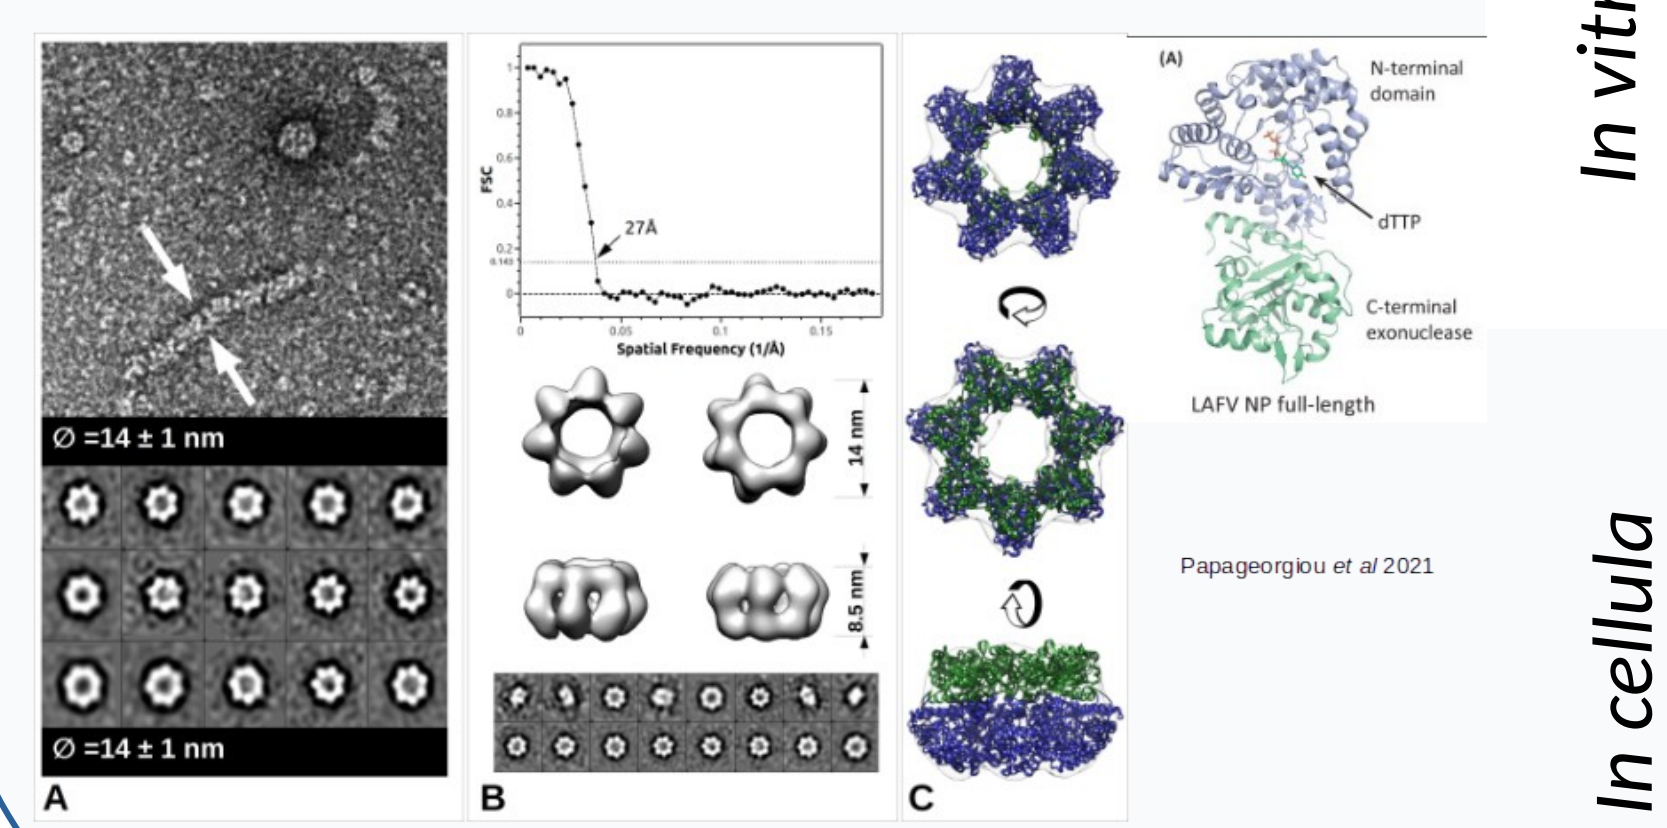 ∅ =14 ± 1 nm
∅ =14 ± 1 nm
A
1
0.8
0.6
0.4
0.2
0.143
0
FSC
27Å
0
0.05
0.1
0.15
Spatial Frequency (1/Å)
14 nm
8.5 nm
B
C
(A)
N-terminal
domain
dTTP
C-terminal
exonuclease
LAFV NP full-length
Papageorgiou et al 2021
In cellula